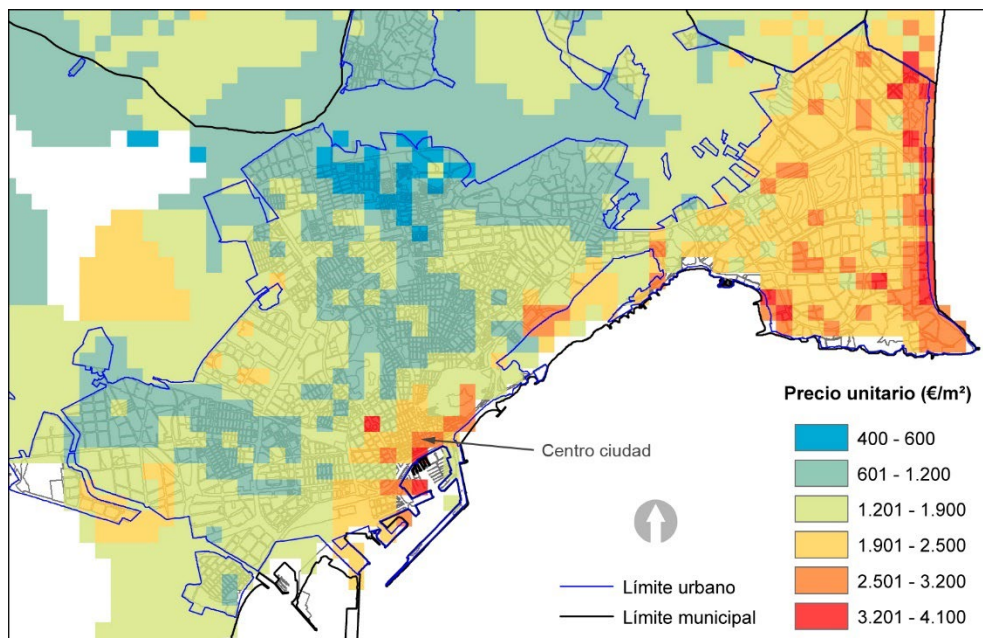 Centro ciudad
Precio unitario (€/m²)
400 - 600
601 - 1.200
1.201 - 1.900
1.901 - 2.500
2.501 - 3.200
3.201 - 4.100
Límite urbano
Límite municipal